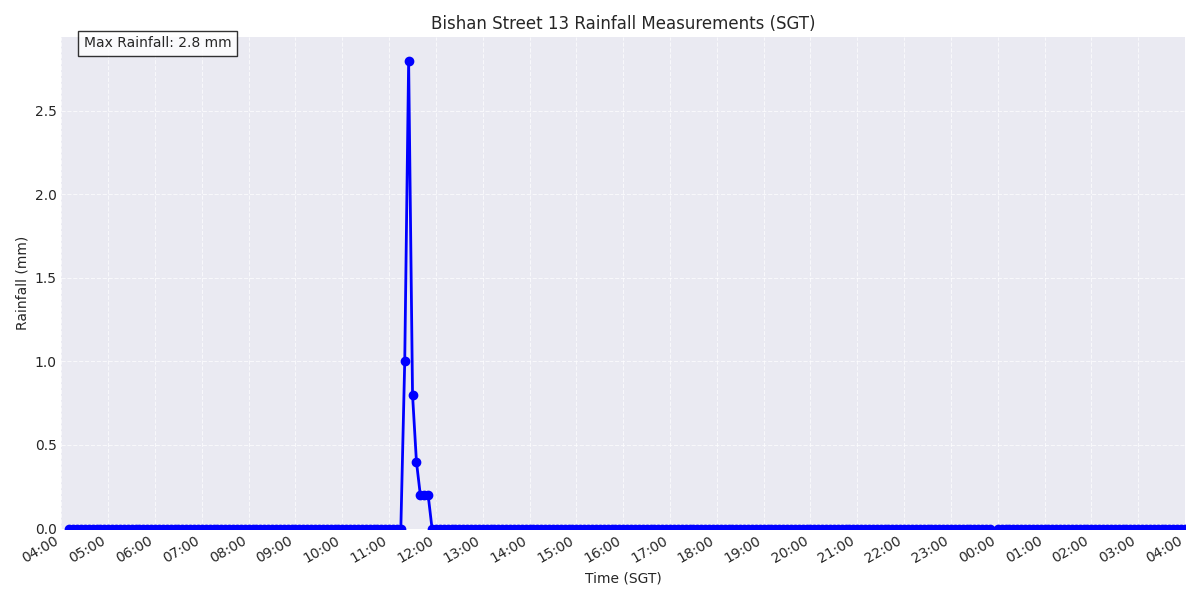 Bishan Street 13 Rainfall Measurements (SGT)
Max Rainfall: 2.8 mm
2.5
2.0
1.5
1.0
0.5
0.0
Rainfall (mm)
04:00 05:00 06:00 07:00 08:00 09:00 10:00 11:00 12:00 13:00 14:00 15:00 16:00 17:00 18:00 19:00 20:00 21:00 22:00 23:00 00:00 01:00 02:00 03:00 04:00
Time (SGT)